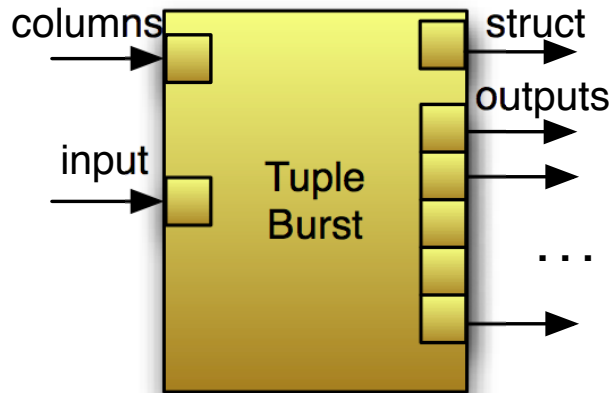 columns
struct
outputs
input
Tuple
Burst
. . .